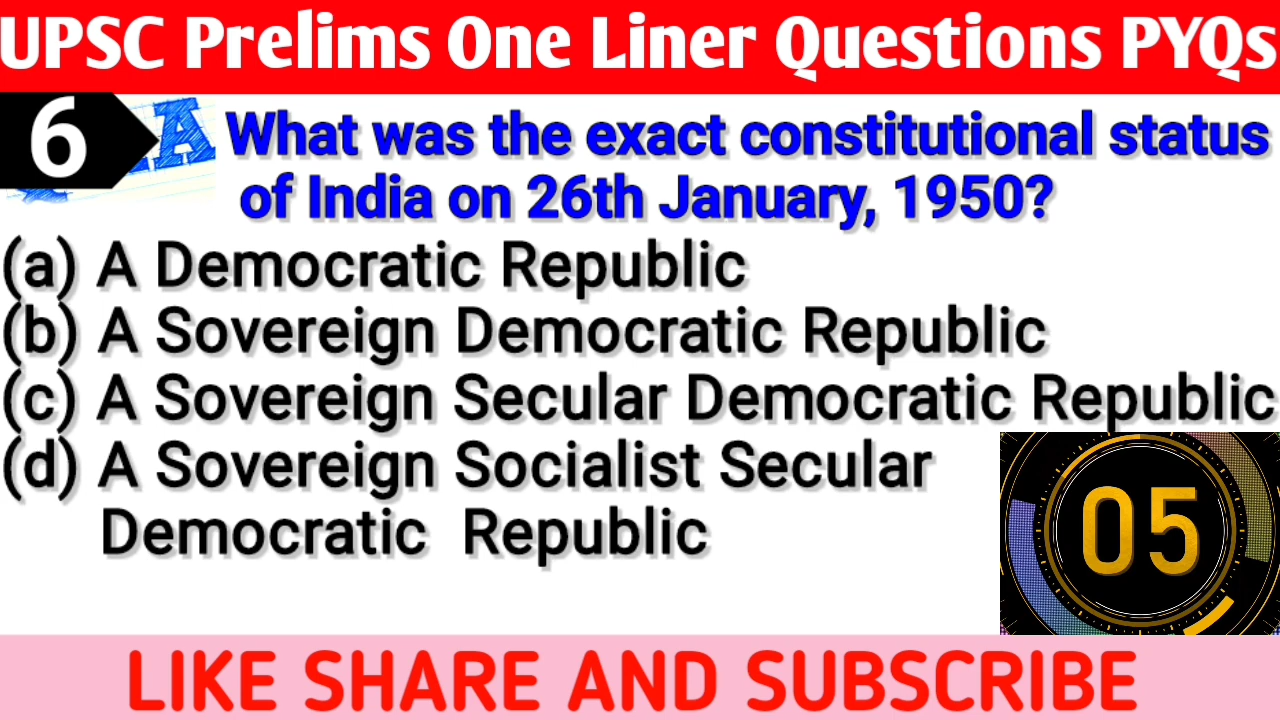 UPSC Prelims One Liner Questions PYQs
6 A What was the exact constitutional status
of India on 26th January, 1950?
(a) A Democratic Republic
(b) A Sovereign Democratic Republic
(c) A Sovereign Secular Democratic Republic
(d) A Sovereign Socialist Secular
Democratic Republic
05
LIKE SHARE AND SUBSCRIBE